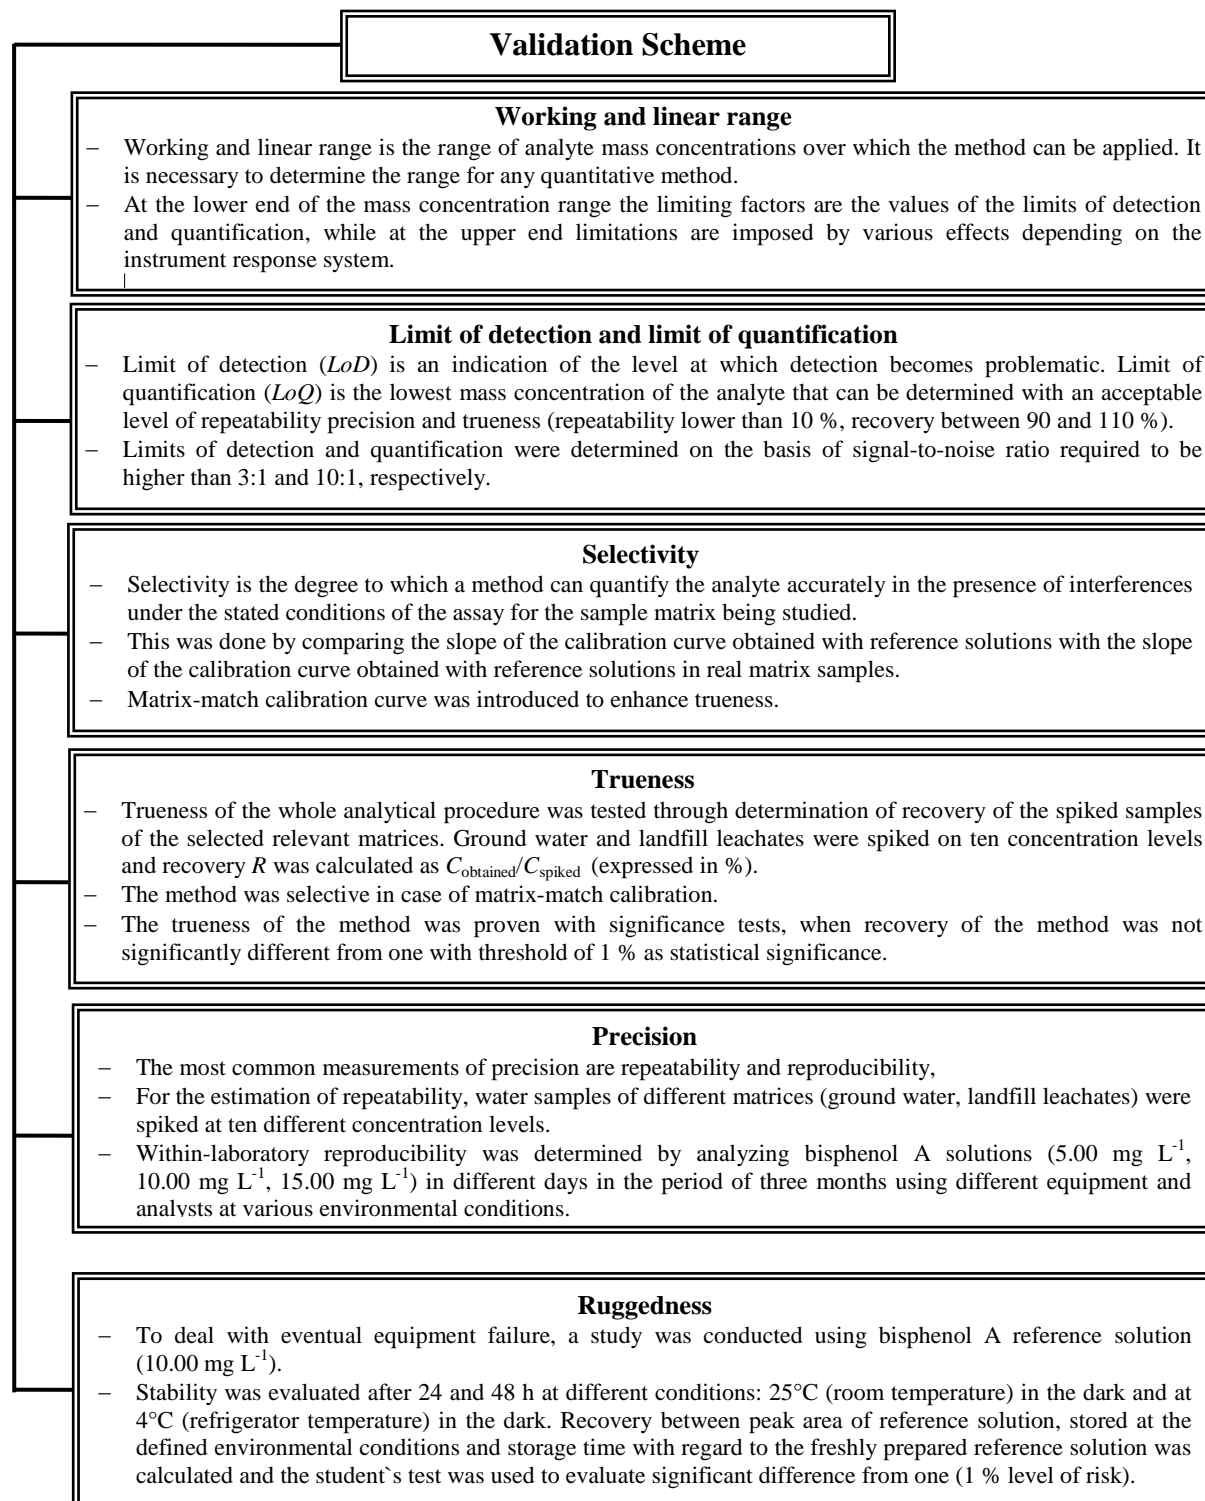 Validation Scheme
Working and linear range
– Working and linear range is the range of analyte mass concentrations over which the method can be applied. It
is necessary to determine the range for any quantitative method.
– At the lower end of the mass concentration range the limiting factors are the values of the limits of detection
and quantification, while at the upper end limitations are imposed by various effects depending on the
instrument response system.
Limit of detection and limit of quantification
– Limit of detection (LoD) is an indication of the level at which detection becomes problematic. Limit of
quantification (LoQ) is the lowest mass concentration of the analyte that can be determined with an acceptable
level of repeatability precision and trueness (repeatability lower than 10 %, recovery between 90 and 110 %).
– Limits of detection and quantification were determined on the basis of signal-to-noise ratio required to be
higher than 3:1 and 10:1, respectively.
Selectivity
– Selectivity is the degree to which a method can quantify the analyte accurately in the presence of interferences
under the stated conditions of the assay for the sample matrix being studied.
– This was done by comparing the slope of the calibration curve obtained with reference solutions with the slope
of the calibration curve obtained with reference solutions in real matrix samples.
– Matrix-match calibration curve was introduced to enhance trueness.
Trueness
– Trueness of the whole analytical procedure was tested through determination of recovery of the spiked samples
of the selected relevant matrices. Ground water and landfill leachates were spiked on ten concentration levels
and recovery R was calculated as C_obtained/C_spiked (expressed in %).
– The method was selective in case of matrix-match calibration.
– The trueness of the method was proven with significance tests, when recovery of the method was not
significantly different from one with threshold of 1 % as statistical significance.
Precision
– The most common measurements of precision are repeatability and reproducibility,
– For the estimation of repeatability, water samples of different matrices (ground water, landfill leachates) were
spiked at ten different concentration levels.
– Within-laboratory reproducibility was determined by analyzing bisphenol A solutions (5.00 mg L⁻¹,
10.00 mg L⁻¹, 15.00 mg L⁻¹) in different days in the period of three months using different equipment and
analysts at various environmental conditions.
Ruggedness
– To deal with eventual equipment failure, a study was conducted using bisphenol A reference solution
(10.00 mg L⁻¹).
– Stability was evaluated after 24 and 48 h at different conditions: 25°C (room temperature) in the dark and at
4°C (refrigerator temperature) in the dark. Recovery between peak area of reference solution, stored at the
defined environmental conditions and storage time with regard to the freshly prepared reference solution was
calculated and the student`s test was used to evaluate significant difference from one (1 % level of risk).